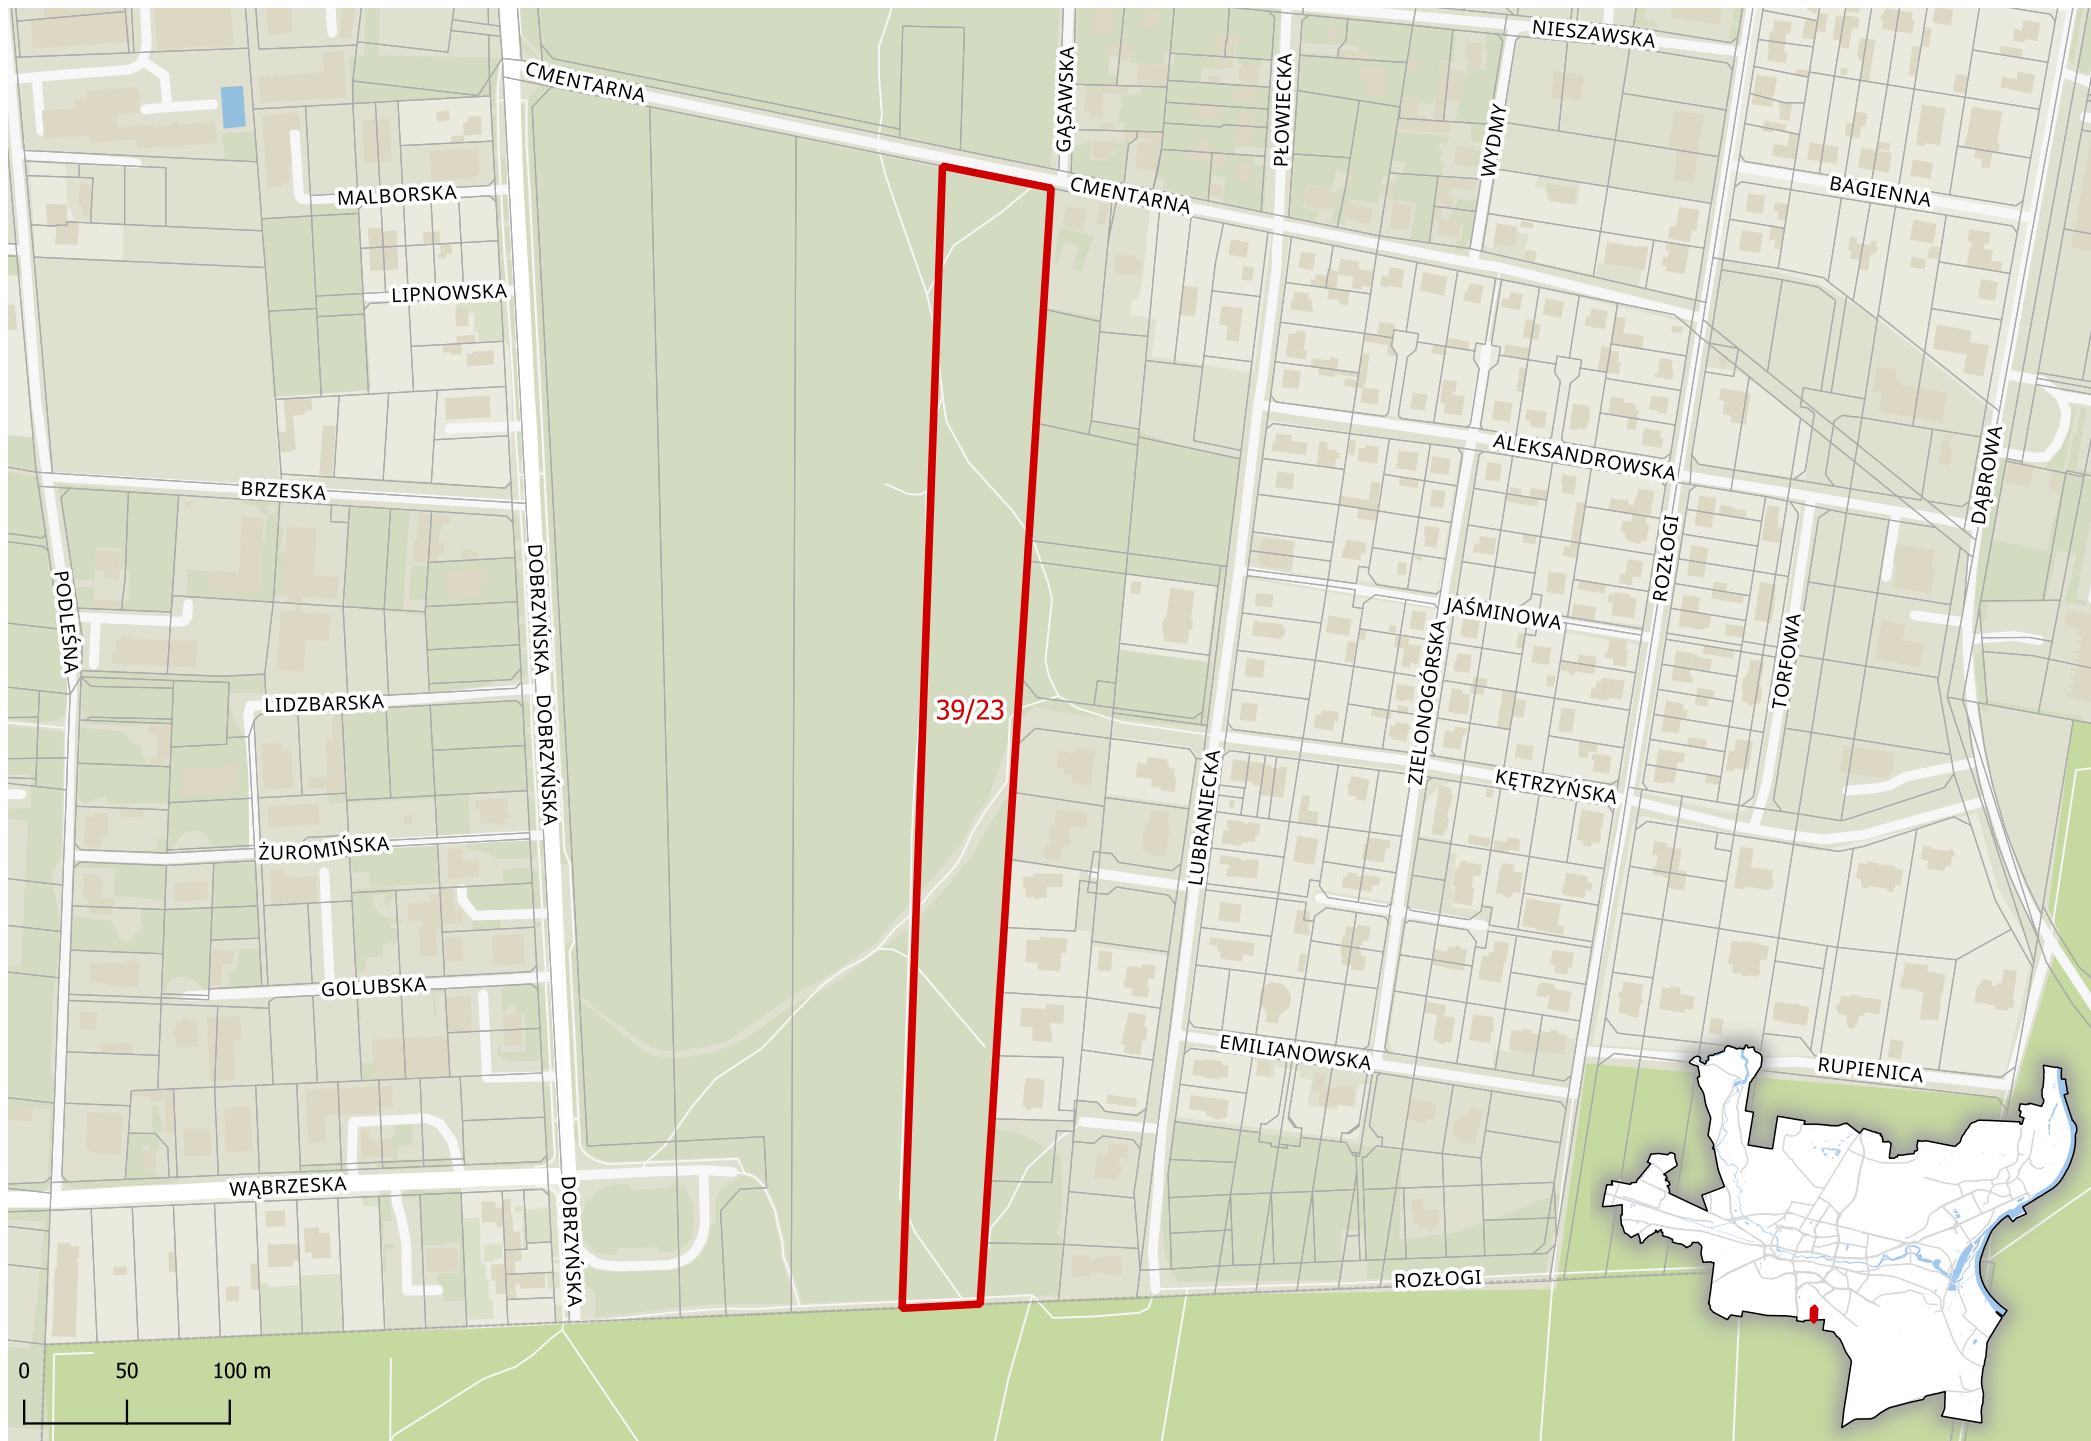 NIESZAWSKA
CMENTARNA
GĄSAWSKA
PŁOWIECKA
WYDMY
MALBORSKA
CMENTARNA
BAGIENNA
LIPNOWSKA
ALEKSANDROWSKA
DĄBROWA
BRZESKA
ROZŁOGI
DOBRZYŃSKA
PODLEŚNA
JAŚMINOWA
ZIELONOGÓRSKA
TORFOWA
LIDZBARSKA
39/23
DOBRZYŃSKA
KĘTRZYŃSKA
LUBRANIECKA
ŻUROMIŃSKA
GOLUBSKA
EMILIANOWSKA
RUPIENICA
WĄBRZESKA
DOBRZYŃSKA
ROZŁOGI
0 50 100 m